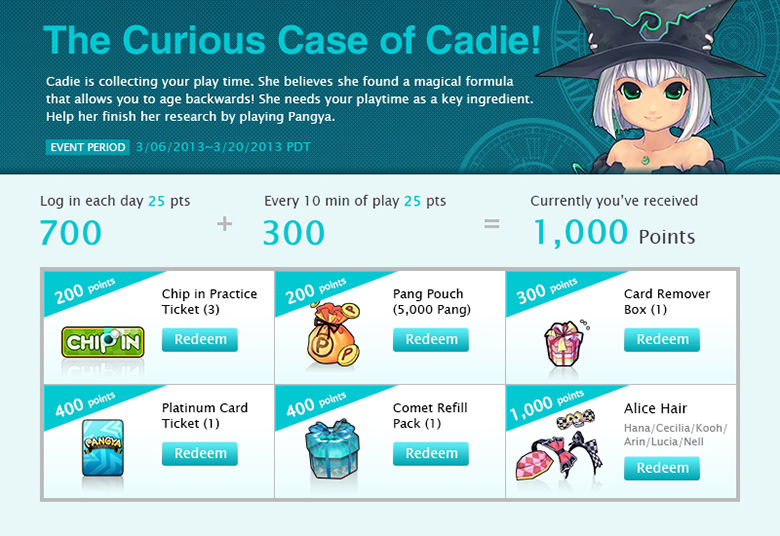 The Curious Case of Cadie!
Cadie is collecting your play time. She believes she found a magical formula
that allows you to age backwards! She needs your playtime as a key ingredient.
Help her finish her research by playing Pangya.
EVENT PERIOD 3/06/2013~3/20/2013 PDT
Log in each day 25 pts
700
+
Every 10 min of play 25 pts
300
=
Currently you've received
1,000 Points
200 points
Chip in Practice
Ticket (3)
CHIP IN
Redeem
200 points
Pang Pouch
(5,000 Pang)
P
P
P
Redeem
300 points
Card Remover
Box (1)
Redeem
400 points
Platinum Card
Ticket (1)
PANGYA
Redeem
400 points
Comet Refill
Pack (1)
Redeem
1,000 points
Alice Hair
Hana/Cecilia/Kooh/
Arin/Lucia/Nell
Redeem